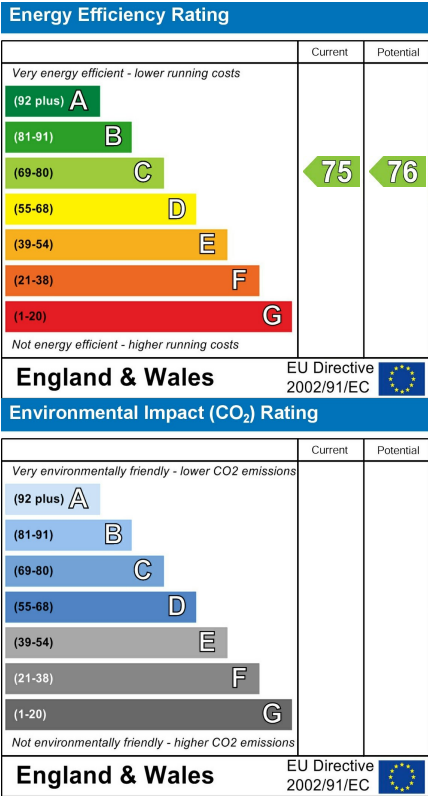 Energy Efficiency Rating
Current Potential
Very energy efficient - lower running costs
(92 plus) A
(81-91) B
(69-80) C 75 76
(55-68) D
(39-54) E
(21-38) F
(1-20) G
Not energy efficient - higher running costs
England & Wales
EU Directive
2002/91/EC
Environmental Impact (CO₂) Rating
Current Potential
Very environmentally friendly - lower CO2 emissions
(92 plus) A
(81-91) B
(69-80) C
(55-68) D
(39-54) E
(21-38) F
(1-20) G
Not environmentally friendly - higher CO2 emissions
England & Wales
EU Directive
2002/91/EC